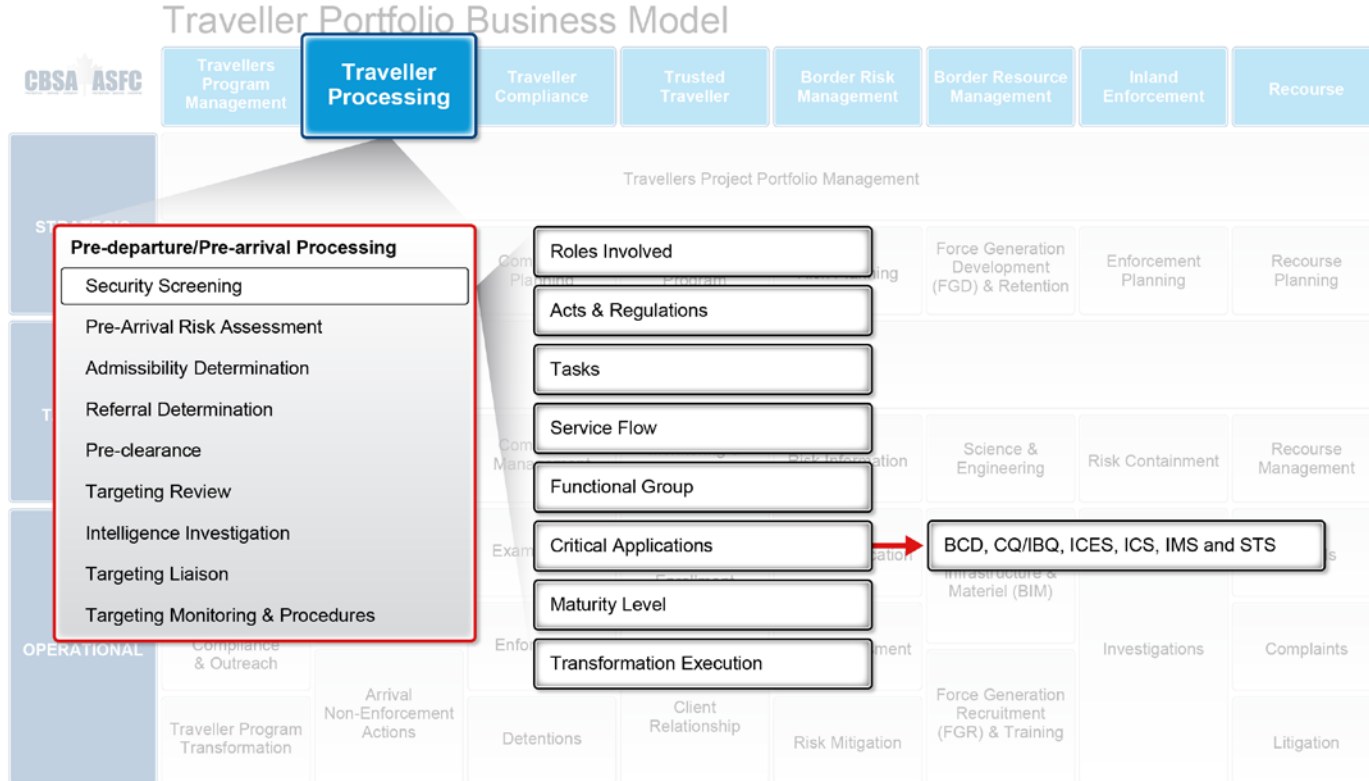 Traveller Portfolio Business Model
CBSA ASFC
Travellers
Program
Management
Traveller
Processing
Traveller
Compliance
Trusted
Traveller
Border Risk
Management
Border Resource
Management
Inland
Enforcement
Recourse
Travellers Project Portfolio Management
Pre-departure/Pre-arrival Processing
Security Screening
Pre-Arrival Risk Assessment
Admissibility Determination
Referral Determination
Pre-clearance
Targeting Review
Intelligence Investigation
Targeting Liaison
Targeting Monitoring & Procedures
Roles Involved
Acts & Regulations
Tasks
Service Flow
Functional Group
Critical Applications
Maturity Level
Transformation Execution
BCD, CQ/IBQ, ICES, ICS, IMS and STS
Program
Force Generation
Development
(FGD) & Retention
Enforcement
Planning
Recourse
Planning
Science &
Engineering
Risk Containment
Recourse
Management
Infrastructure &
Materiel (BIM)
OPERATIONAL
Compliance
& Outreach
Investigations
Complaints
Arrival
Non-Enforcement
Actions
Client
Relationship
Force Generation
Recruitment
(FGR) & Training
Traveller Program
Transformation
Detentions
Risk Mitigation
Litigation